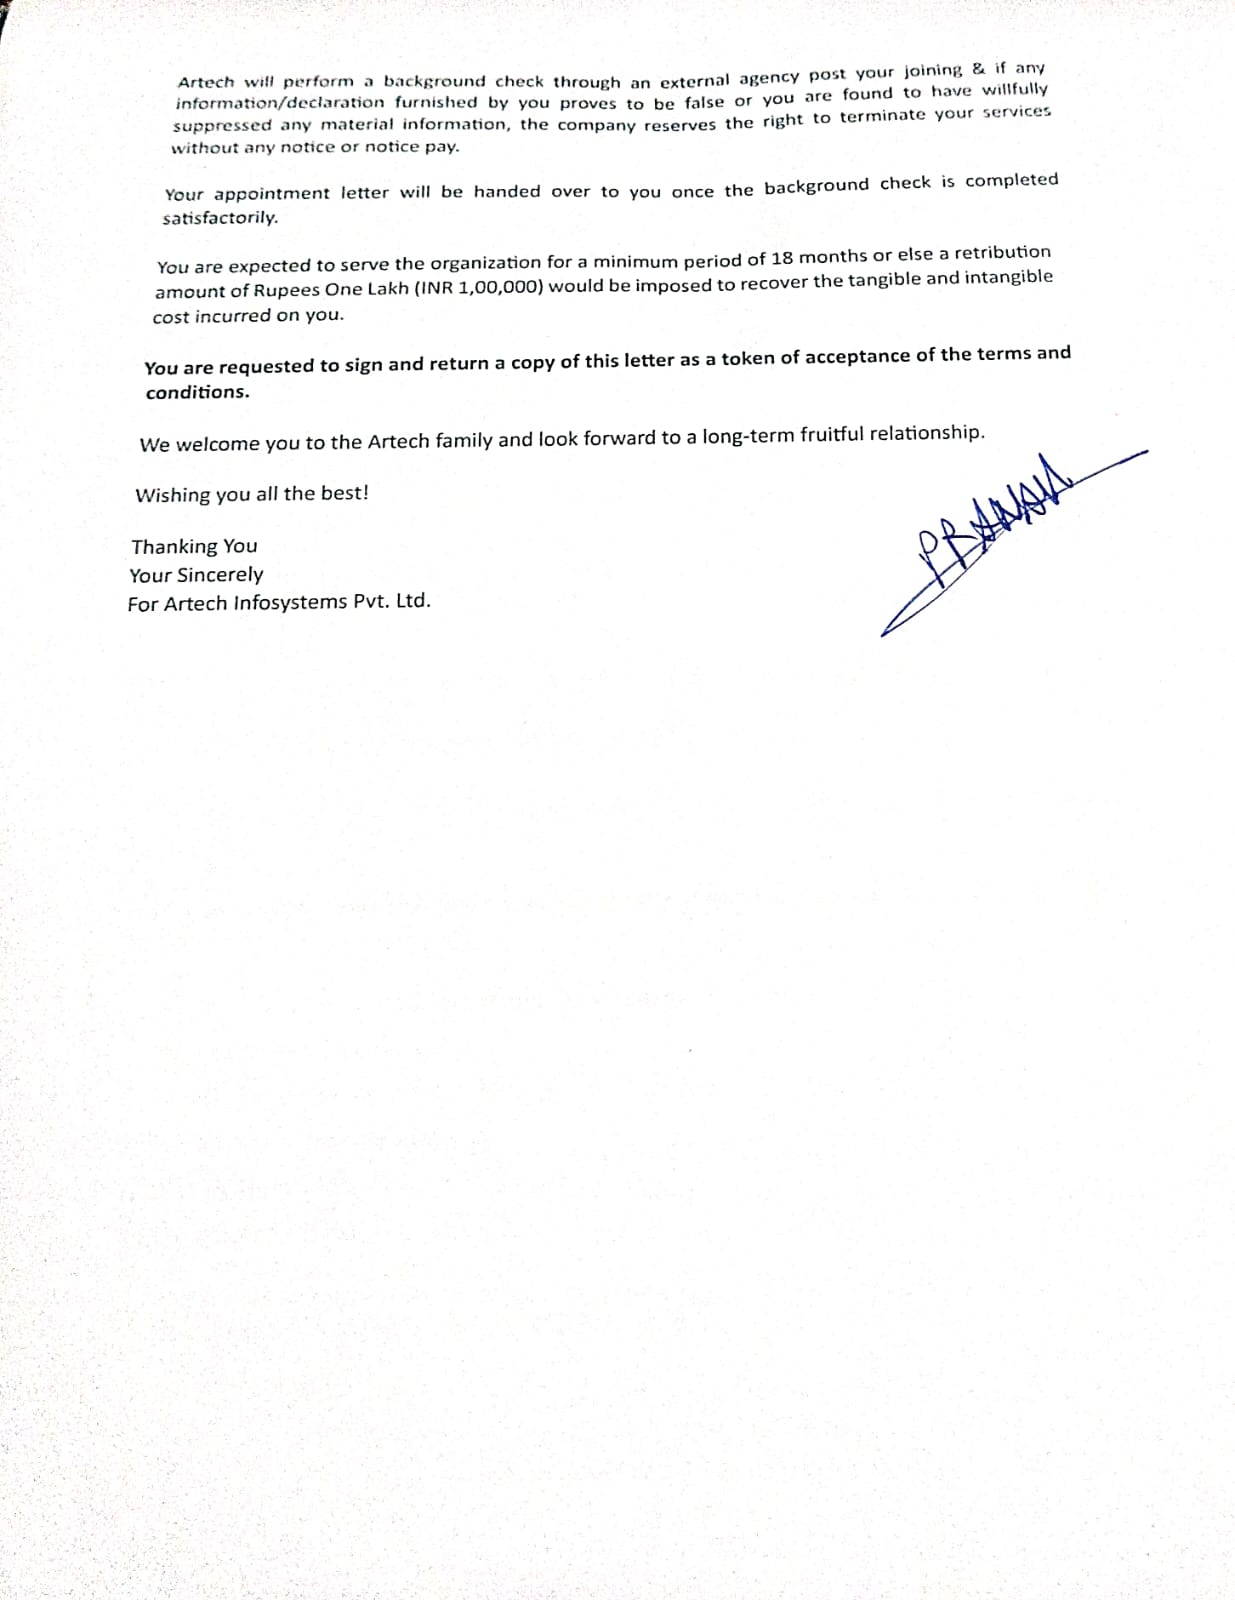 Artech will perform a background check through an external agency post your joining & if any
information/declaration furnished by you proves to be false or you are found to have willfully
suppressed any material information, the company reserves the right to terminate your services
without any notice or notice pay.
Your appointment letter will be handed over to you once the background check is completed
satisfactorily.
You are expected to serve the organization for a minimum period of 18 months or else a retribution
amount of Rupees One Lakh (INR 1,00,000) would be imposed to recover the tangible and intangible
cost incurred on you.
You are requested to sign and return a copy of this letter as a token of acceptance of the terms and
conditions.
We welcome you to the Artech family and look forward to a long-term fruitful relationship.
Wishing you all the best!
Thanking You
Your Sincerely
For Artech Infosystems Pvt. Ltd.